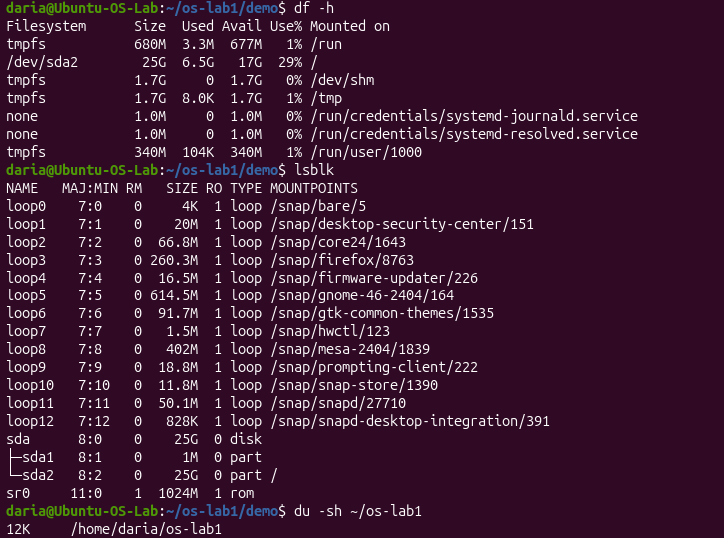 daria@Ubuntu-OS-Lab:~/os-lab1/demo$ df -h
Filesystem      Size  Used Avail Use% Mounted on
tmpfs           680M  3.3M  677M   1% /run
/dev/sda2        25G  6.5G   17G  29% /
tmpfs           1.7G     0  1.7G   0% /dev/shm
tmpfs           1.7G  8.0K  1.7G   1% /tmp
none            1.0M     0  1.0M   0% /run/credentials/systemd-journald.service
none            1.0M     0  1.0M   0% /run/credentials/systemd-resolved.service
tmpfs           340M  104K  340M   1% /run/user/1000
daria@Ubuntu-OS-Lab:~/os-lab1/demo$ lsblk
NAME   MAJ:MIN RM   SIZE RO TYPE MOUNTPOINTS
loop0    7:0    0     4K  1 loop /snap/bare/5
loop1    7:1    0    20M  1 loop /snap/desktop-security-center/151
loop2    7:2    0  66.8M  1 loop /snap/core24/1643
loop3    7:3    0 260.3M  1 loop /snap/firefox/8763
loop4    7:4    0  16.5M  1 loop /snap/firmware-updater/226
loop5    7:5    0 614.5M  1 loop /snap/gnome-46-2404/164
loop6    7:6    0  91.7M  1 loop /snap/gtk-common-themes/1535
loop7    7:7    0   1.5M  1 loop /snap/hwctl/123
loop8    7:8    0   402M  1 loop /snap/mesa-2404/1839
loop9    7:9    0  18.8M  1 loop /snap/prompting-client/222
loop10   7:10   0  11.8M  1 loop /snap/snap-store/1390
loop11   7:11   0  50.1M  1 loop /snap/snapd/27710
loop12   7:12   0   828K  1 loop /snap/snapd-desktop-integration/391
sda      8:0    0    25G  0 disk
├─sda1   8:1    0     1M  0 part
└─sda2   8:2    0    25G  0 part /
sr0     11:0    1  1024M  1 rom
daria@Ubuntu-OS-Lab:~/os-lab1/demo$ du -sh ~/os-lab1
12K     /home/daria/os-lab1